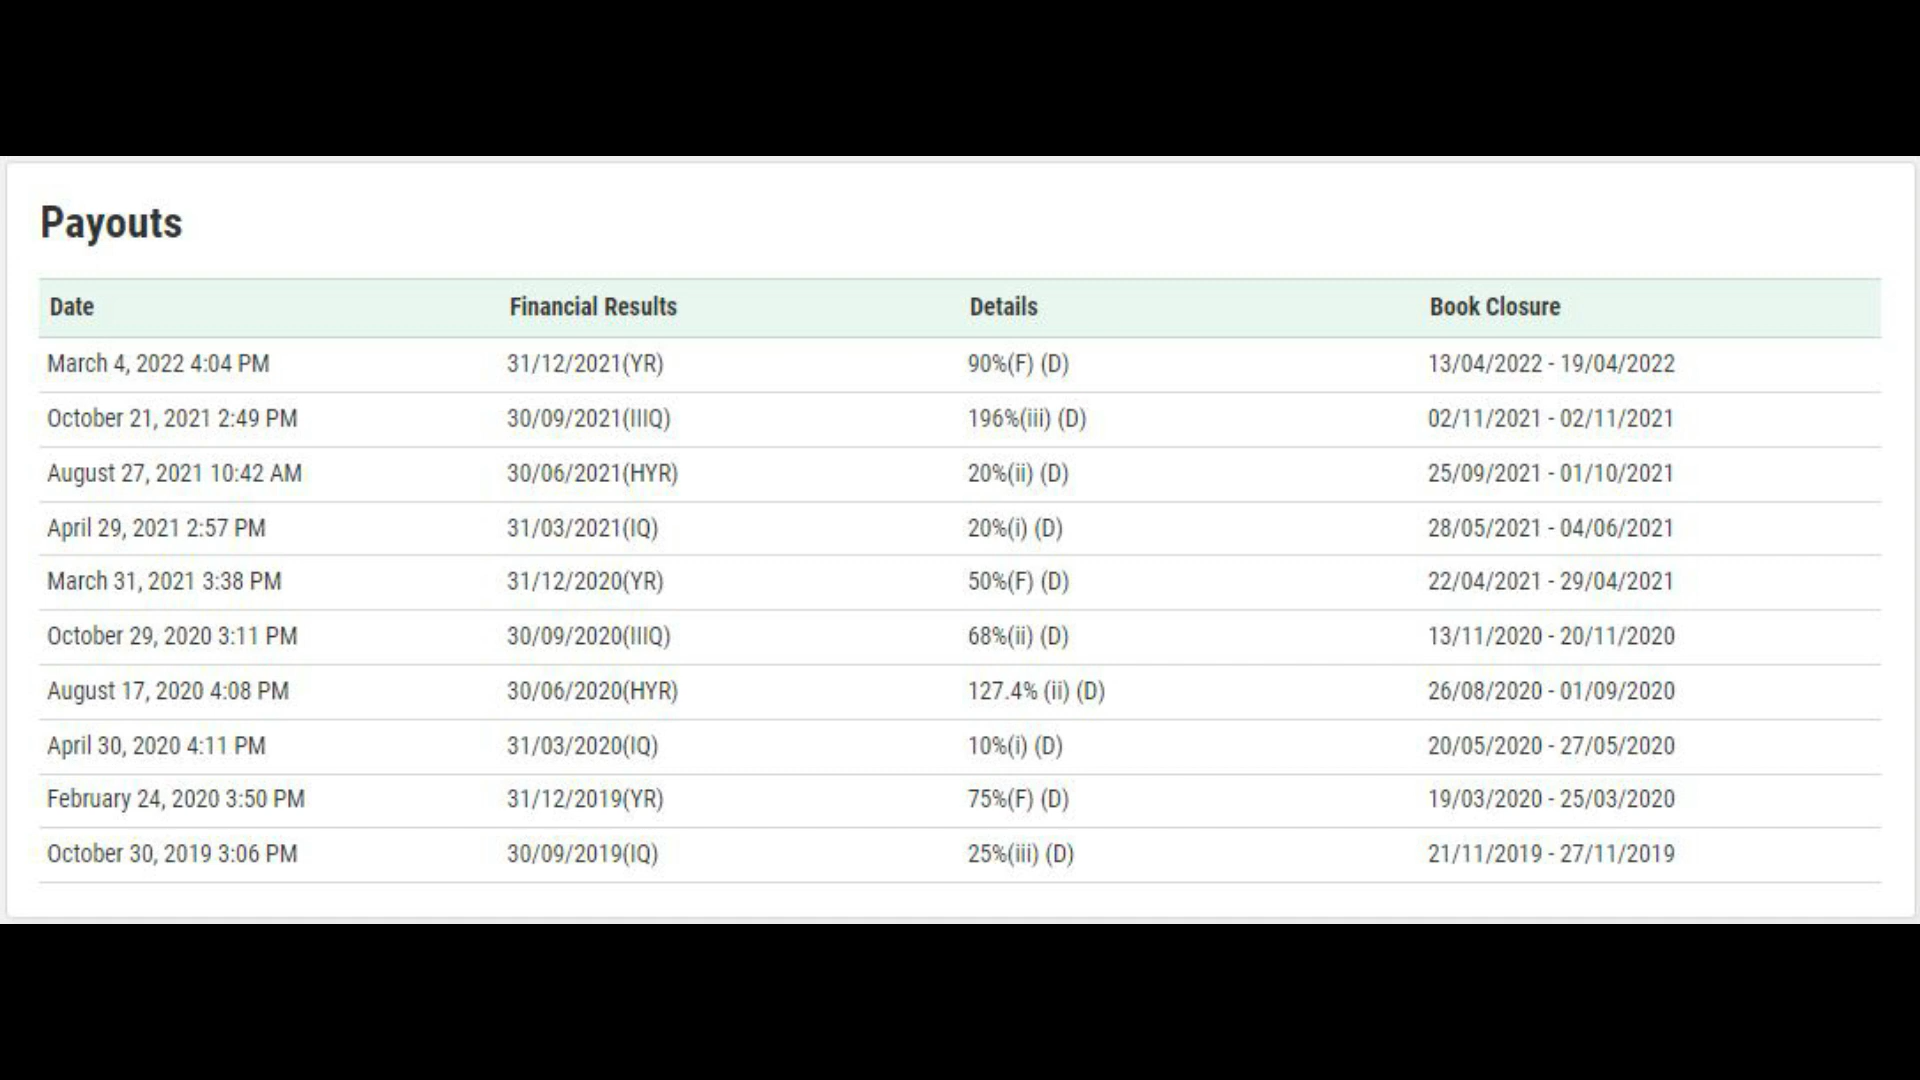 Payouts
Date Financial Results Details Book Closure
March 4, 2022 4:04 PM 31/12/2021(YR) 90%(F) (D) 13/04/2022 - 19/04/2022
October 21, 2021 2:49 PM 30/09/2021(IIIQ) 196%(iii) (D) 02/11/2021 - 02/11/2021
August 27, 2021 10:42 AM 30/06/2021(HYR) 20%(ii) (D) 25/09/2021 - 01/10/2021
April 29, 2021 2:57 PM 31/03/2021(IQ) 20%(i) (D) 28/05/2021 - 04/06/2021
March 31, 2021 3:38 PM 31/12/2020(YR) 50%(F) (D) 22/04/2021 - 29/04/2021
October 29, 2020 3:11 PM 30/09/2020(IIIQ) 68%(ii) (D) 13/11/2020 - 20/11/2020
August 17, 2020 4:08 PM 30/06/2020(HYR) 127.4% (ii) (D) 26/08/2020 - 01/09/2020
April 30, 2020 4:11 PM 31/03/2020(IQ) 10%(i) (D) 20/05/2020 - 27/05/2020
February 24, 2020 3:50 PM 31/12/2019(YR) 75%(F) (D) 19/03/2020 - 25/03/2020
October 30, 2019 3:06 PM 30/09/2019(IQ) 25%(iii) (D) 21/11/2019 - 27/11/2019